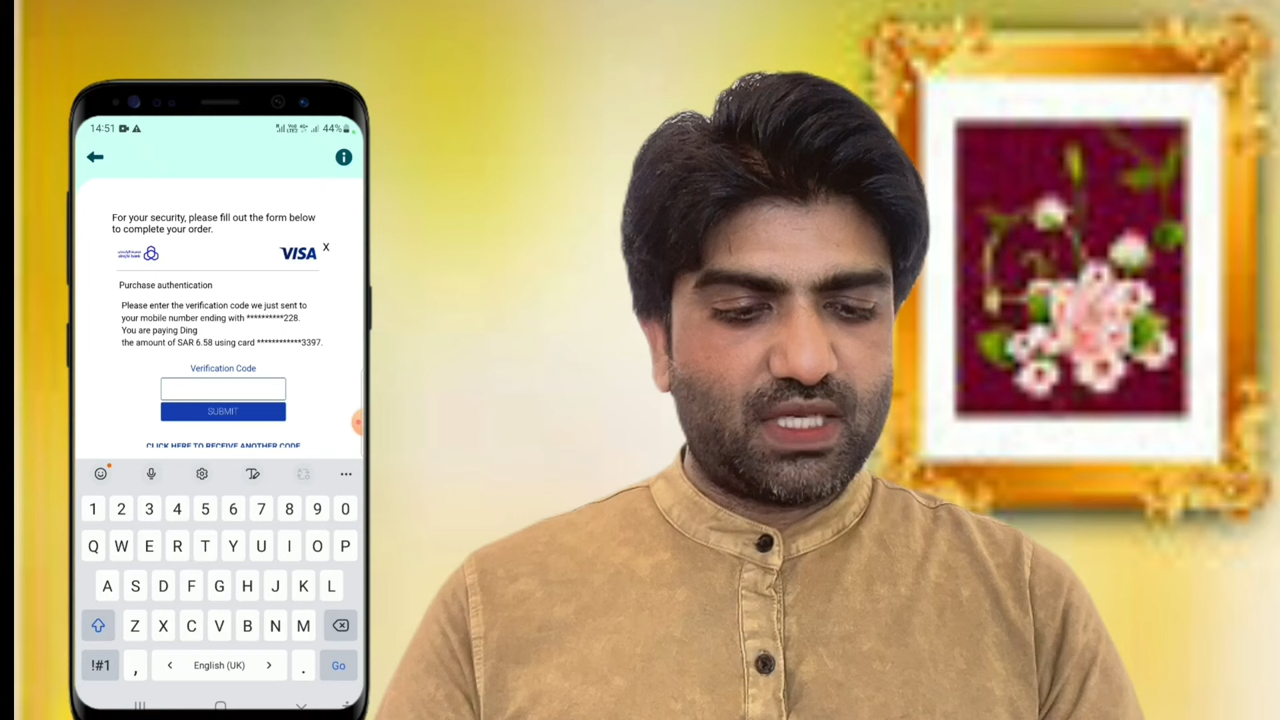 14:51
44%
For your security, please fill out the form below
to complete your order.
VISA
X
Purchase authentication
Please enter the verification code we just sent to
your mobile number ending with **********228.
You are paying Ding
the amount of SAR 6.58 using card ************3397.
Verification Code
SUBMIT
CLICK HERE TO RECEIVE ANOTHER CODE
1 2 3 4 5 6 7 8 9 0
Q W E R T Y U I O P
A S D F G H J K L
Z X C V B N M
!#1 , < English (UK) > . Go